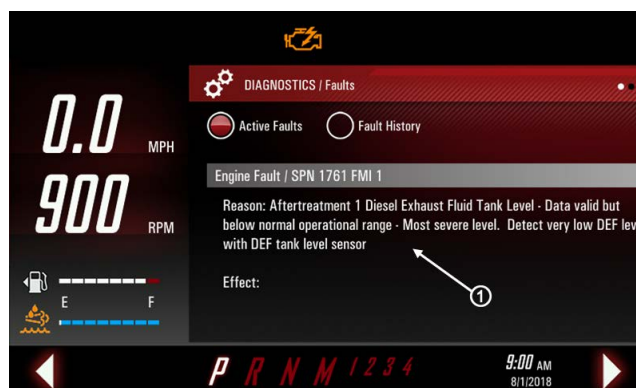 DIAGNOSTICS / Faults
Active Faults Fault History
0.0 MPH
Engine Fault / SPN 1761 FMI 1
900 RPM
Reason: Aftertreatment 1 Diesel Exhaust Fluid Tank Level - Data valid but
below normal operational range - Most severe level. Detect very low DEF lev
with DEF tank level sensor
Effect:
1
E F
P R N M 1 2 3 4
9:00 AM
8/1/2018